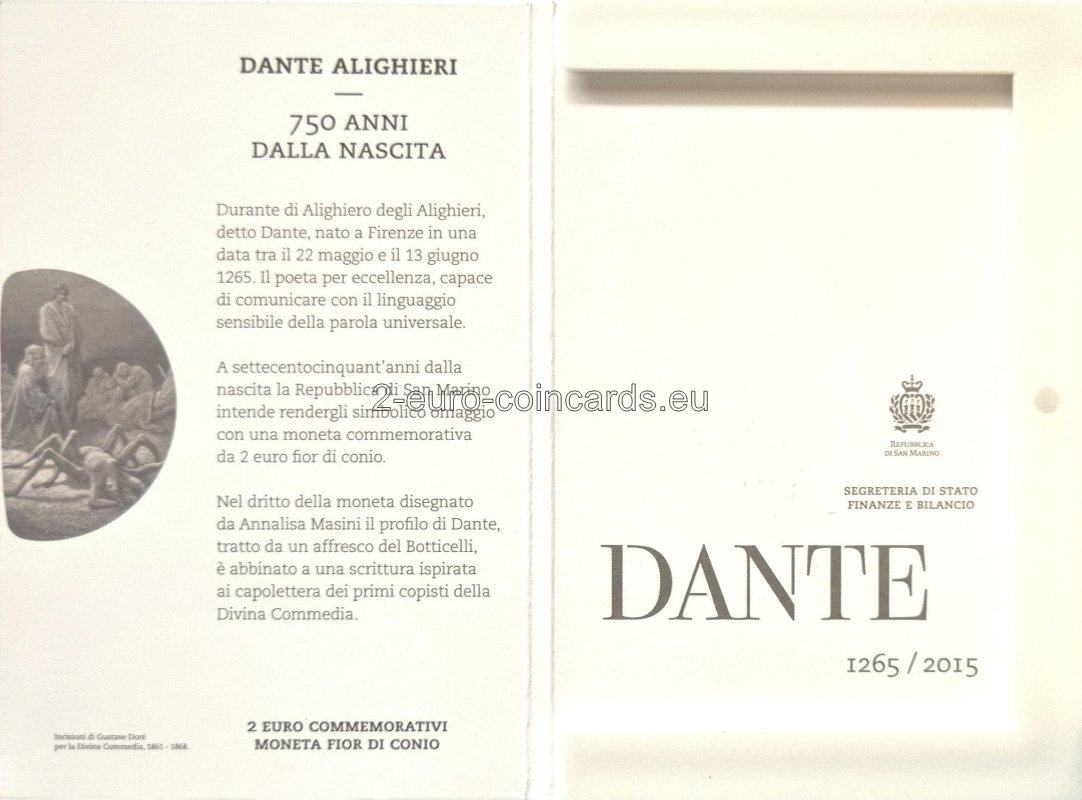 DANTE ALIGHIERI
750 ANNI
DALLA NASCITA
Durante di Alighiero degli Alighieri,
detto Dante, nato a Firenze in una
data tra il 22 maggio e il 13 giugno
1265. Il poeta per eccellenza, capace
di comunicare con il linguaggio
sensibile della parola universale.
A settecentocinquant'anni dalla
nascita la Repubblica di San Marino
intende rendergli simbolico omaggio
con una moneta commemorativa
da 2 euro fior di conio.
Nel dritto della moneta disegnato
da Annalisa Masini il profilo di Dante,
tratto da un affresco del Botticelli,
è abbinato a una scrittura ispirata
ai capolettera dei primi copisti della
Divina Commedia.
2 EURO COMMEMORATIVI
MONETA FIOR DI CONIO
Incisioni di Gustave Doré
per la Divina Commedia, 1861 - 1868.
2-euro-coincards.eu
REPUBBLICA
DI SAN MARINO
SEGRETERIA DI STATO
FINANZE E BILANCIO
DANTE
1265 / 2015